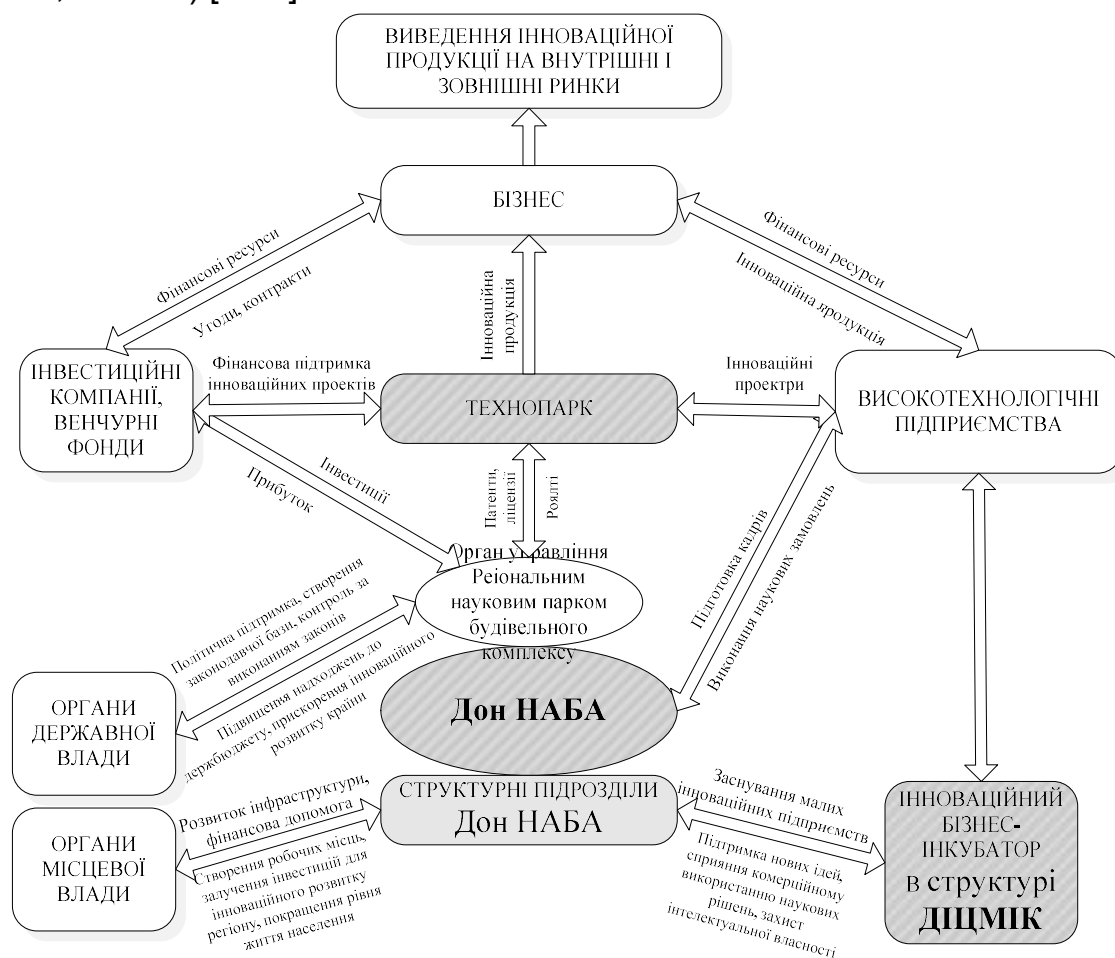 ВИВЕДЕННЯ ІННОВАЦІЙНОЇ
ПРОДУКЦІЇ НА ВНУТРІШНІ І
ЗОВНІШНІ РИНКИ
БІЗНЕС
Фінансові ресурси
Угоди, контракти
Інноваційна
продукція
Фінансові ресурси
Інноваційна продукція
ІНВЕСТИЦІЙНІ
КОМПАНІЇ,
ВЕНЧУРНІ
ФОНДИ
Фінансова підтримка
інноваційних проектів
ТЕХНОПАРК
Інноваційні
проектри
ВИСОКОТЕХНОЛОГІЧНІ
ПІДПРИЄМСТВА
Інвестиції
Прибуток
Патенти,
ліцензії
Роялті
Підготовка кадрів
Виконання наукових замовлень
Орган управління
Реіональним
науковим парком
будівельного
комплексу
Політична підтримка, створення
законодавчої бази, контроль за
виконанням законів
Підвищення надходжень до
держбюджету, прискорення інноваційного
розвитку країни
ОРГАНИ
ДЕРЖАВНОЇ
ВЛАДИ
Дон НАБА
СТРУКТУРНІ ПІДРОЗДІЛИ
Дон НАБА
ОРГАНИ
МІСЦЕВОЇ
ВЛАДИ
Розвиток інфраструктури,
фінансова допомога
Створення робочих місць,
залучення інвестицій для
інноваційного розвитку
регіону, покращення рівня
життя населення
Заснування малих
інноваційних підприємств
Підтримка нових ідей,
сприяння комерційному
використанню наукових
рішень, захист
інтелектуальної власності
ІННОВАЦІЙНИЙ
БІЗНЕС-
ІНКУБАТОР
в структурі
ДІЦМІК